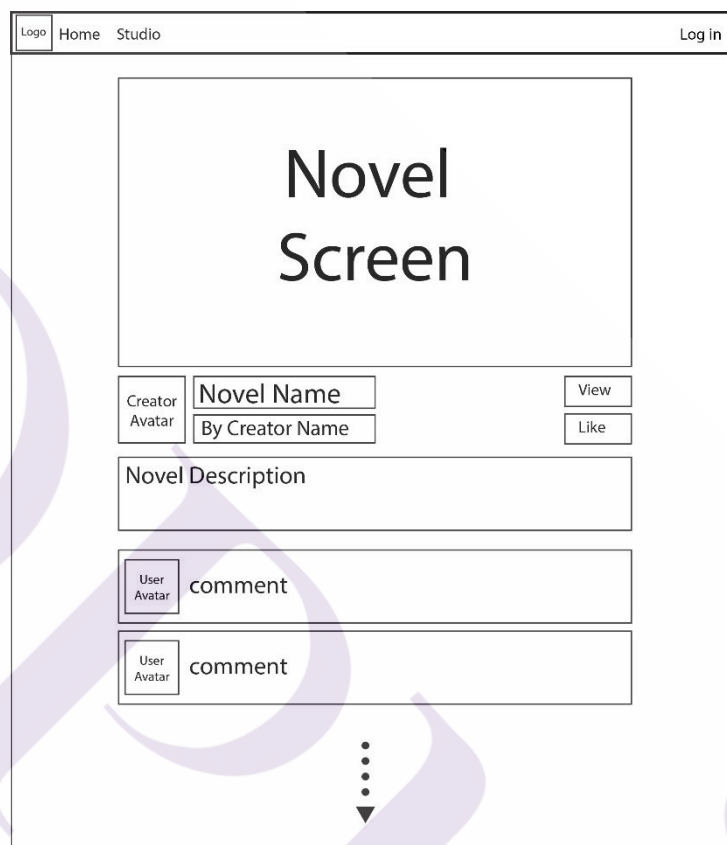 Logo Home Studio Log in
Novel
Screen
Creator
Avatar
Novel Name
By Creator Name
View
Like
Novel Description
User
Avatar
comment
User
Avatar
comment